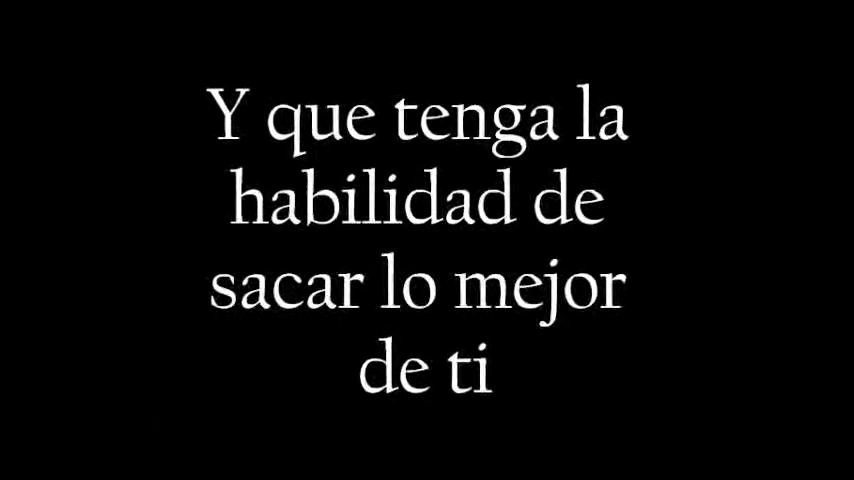 Y que tenga la
habilidad de
sacar lo mejor
de ti